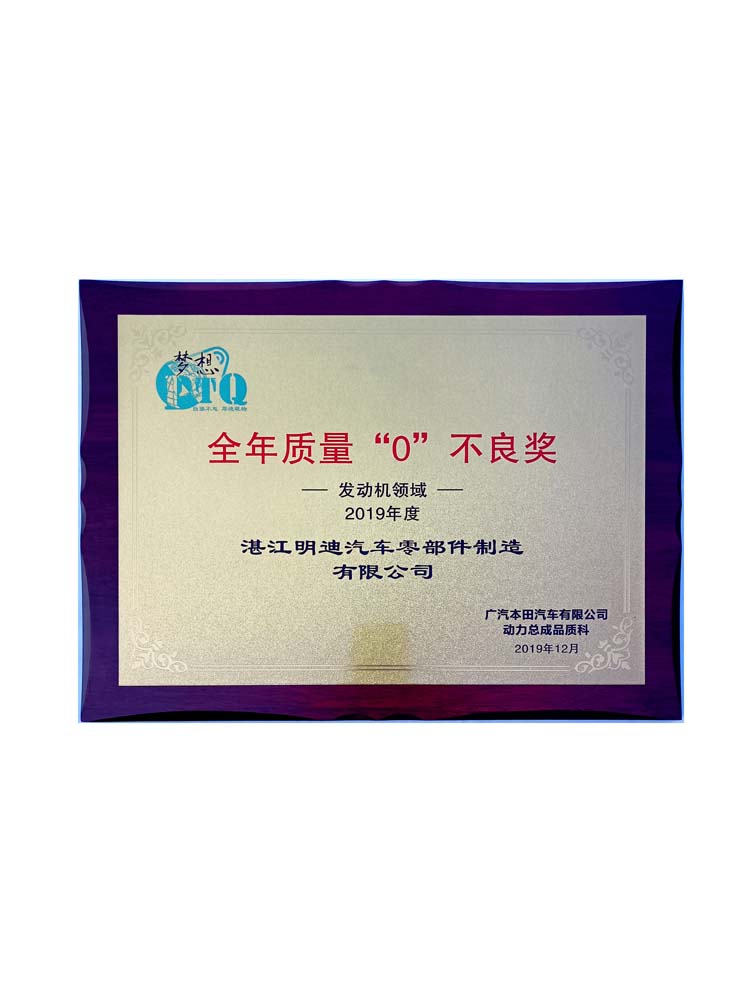 梦想
PTQ
全年质量“0”不良奖
发动机领域
2019年度
湛江明迪汽车零部件制造
有限公司
广汽本田汽车有限公司
动力总成品质科
2019年12月